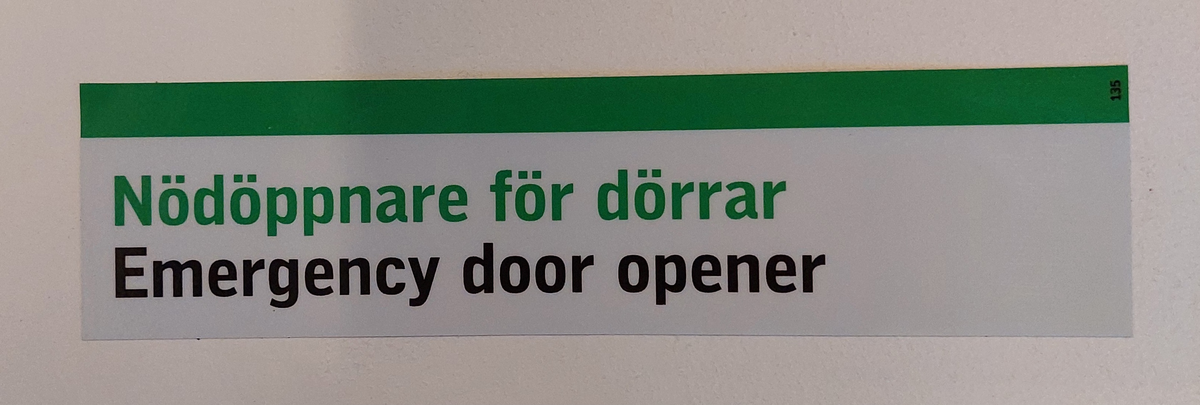 135
Nödöppnare för dörrar
Emergency door opener